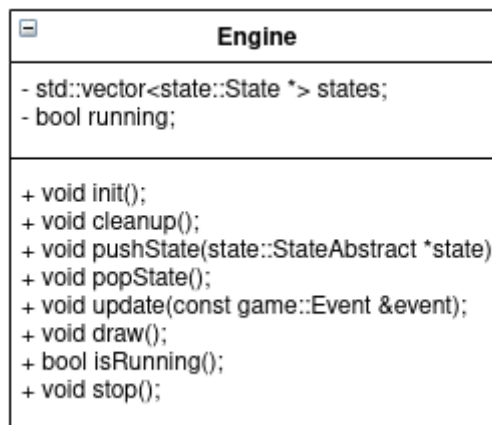 Engine
- std::vector<state::State *> states;
- bool running;
+ void init();
+ void cleanup();
+ void pushState(state::StateAbstract *state)
+ void popState();
+ void update(const game::Event &event);
+ void draw();
+ bool isRunning();
+ void stop();